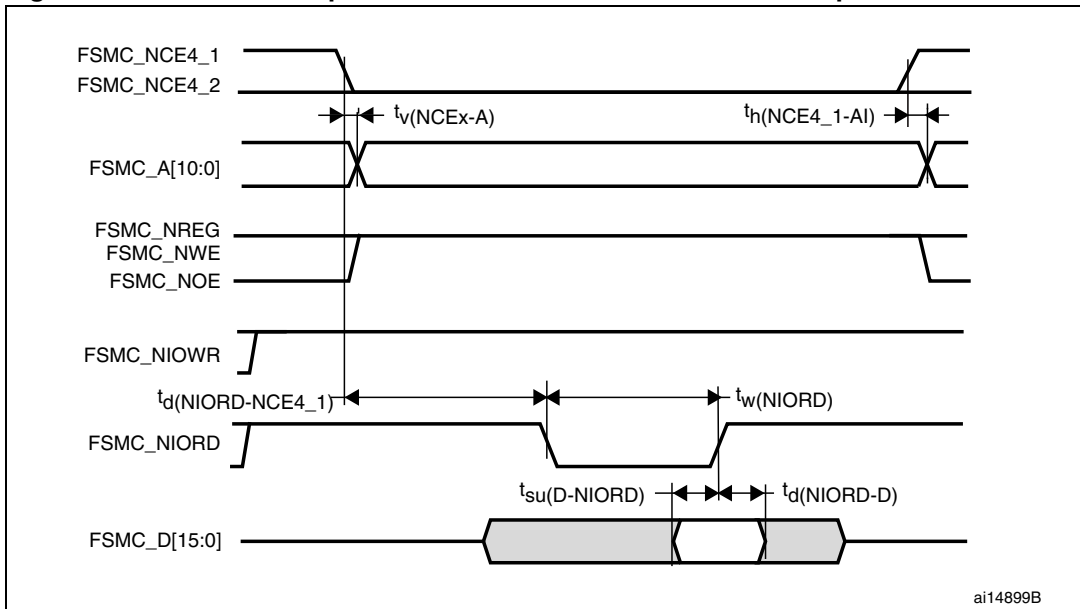 FSMC_NCE4_1
FSMC_NCE4_2
tv(NCEx-A)
th(NCE4_1-AI)
FSMC_A[10:0]
FSMC_NREG
FSMC_NWE
FSMC_NOE
FSMC_NIOWR
td(NIORD-NCE4_1)
tw(NIORD)
FSMC_NIORD
tsu(D-NIORD)
td(NIORD-D)
FSMC_D[15:0]
ai14899B